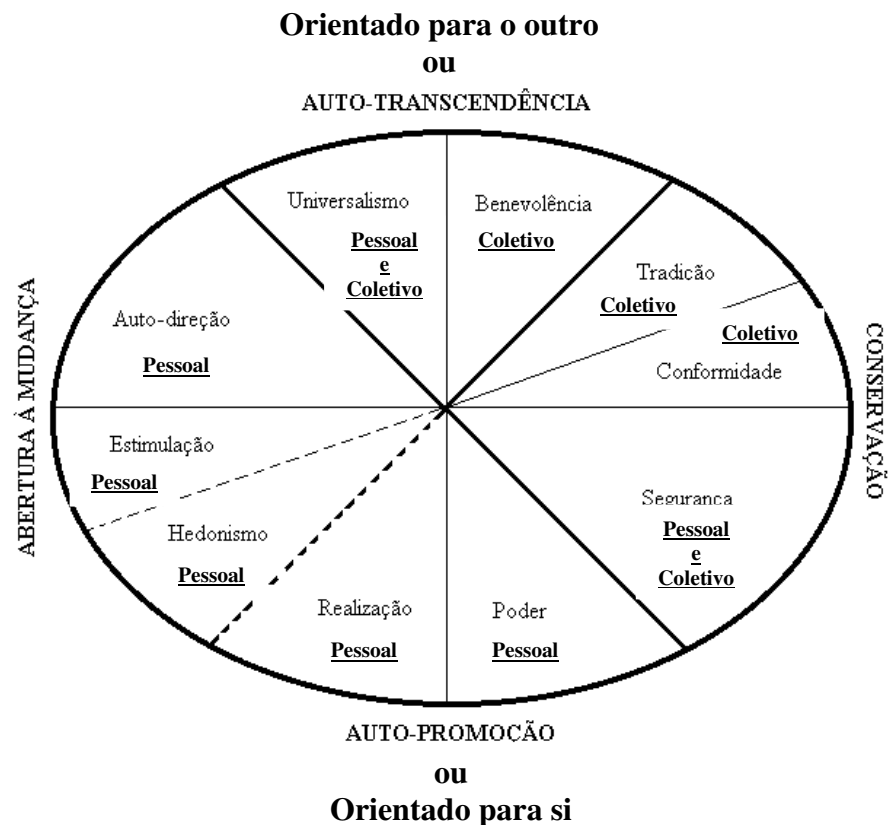 Orientado para o outro
ou
AUTO-TRANSCENDÊNCIA
Universalismo
Pessoal
e
Coletivo
Benevolência
Coletivo
Tradição
Coletivo
Coletivo
Conformidade
ABERTURA À MUDANÇA
CONSERVAÇÃO
Auto-direção
Pessoal
Estimulação
Pessoal
Hedonismo
Pessoal
Segurança
Pessoal
e
Coletivo
Realização
Pessoal
Poder
Pessoal
AUTO-PROMOÇÃO
ou
Orientado para si